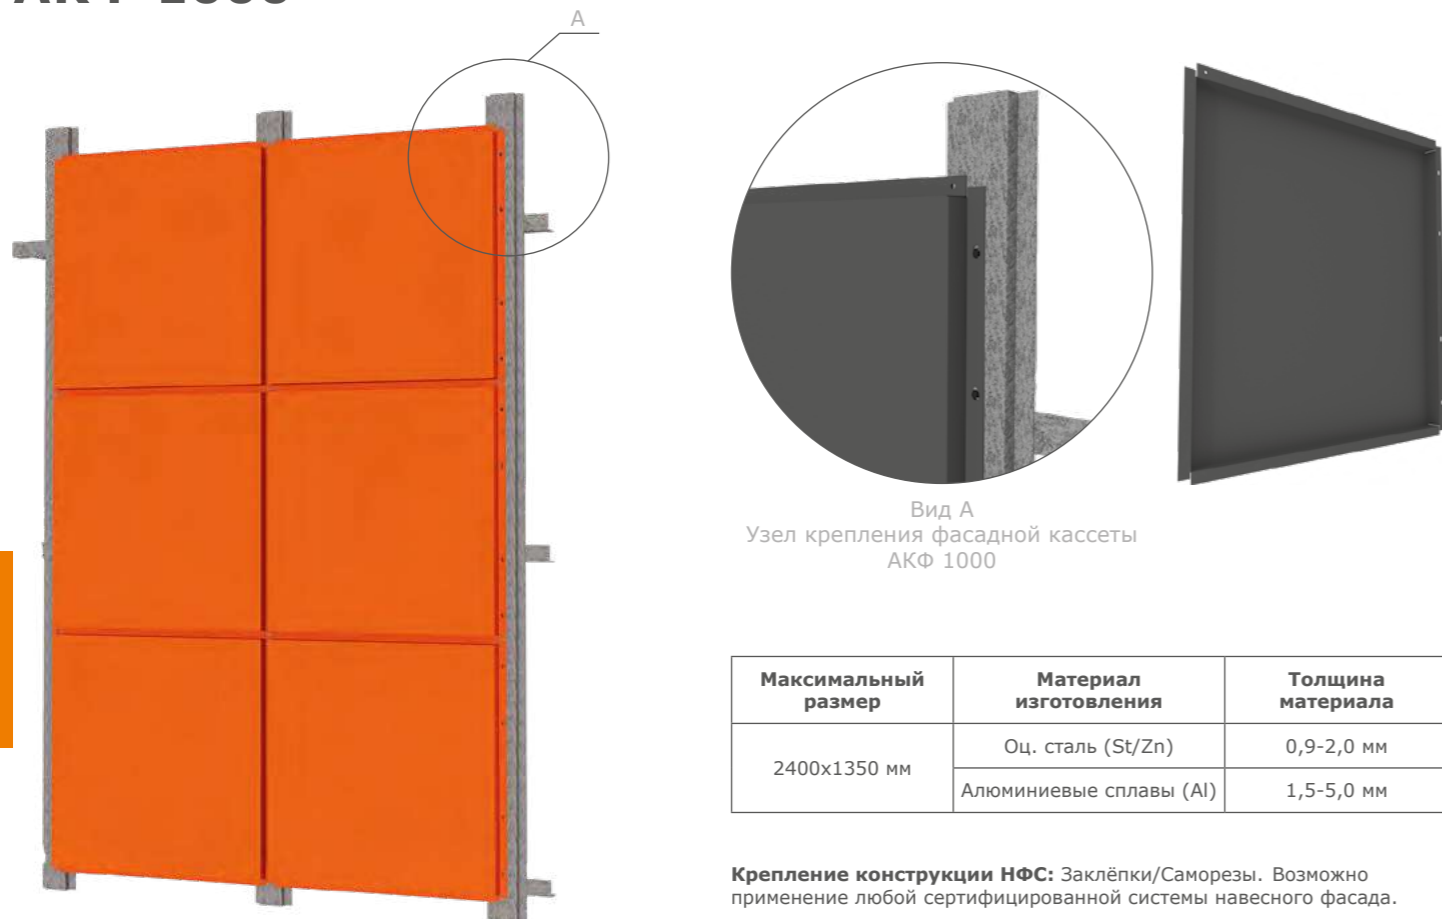 А
Вид А
Узел крепления фасадной кассеты
АКФ 1000
Максимальный размер
Материал изготовления
Толщина материала
2400х1350 мм
Оц. сталь (St/Zn)
0,9-2,0 мм
Алюминиевые сплавы (Al)
1,5-5,0 мм
Крепление конструкции НФС: Заклёпки/Саморезы. Возможно
применение любой сертифицированной системы навесного фасада.